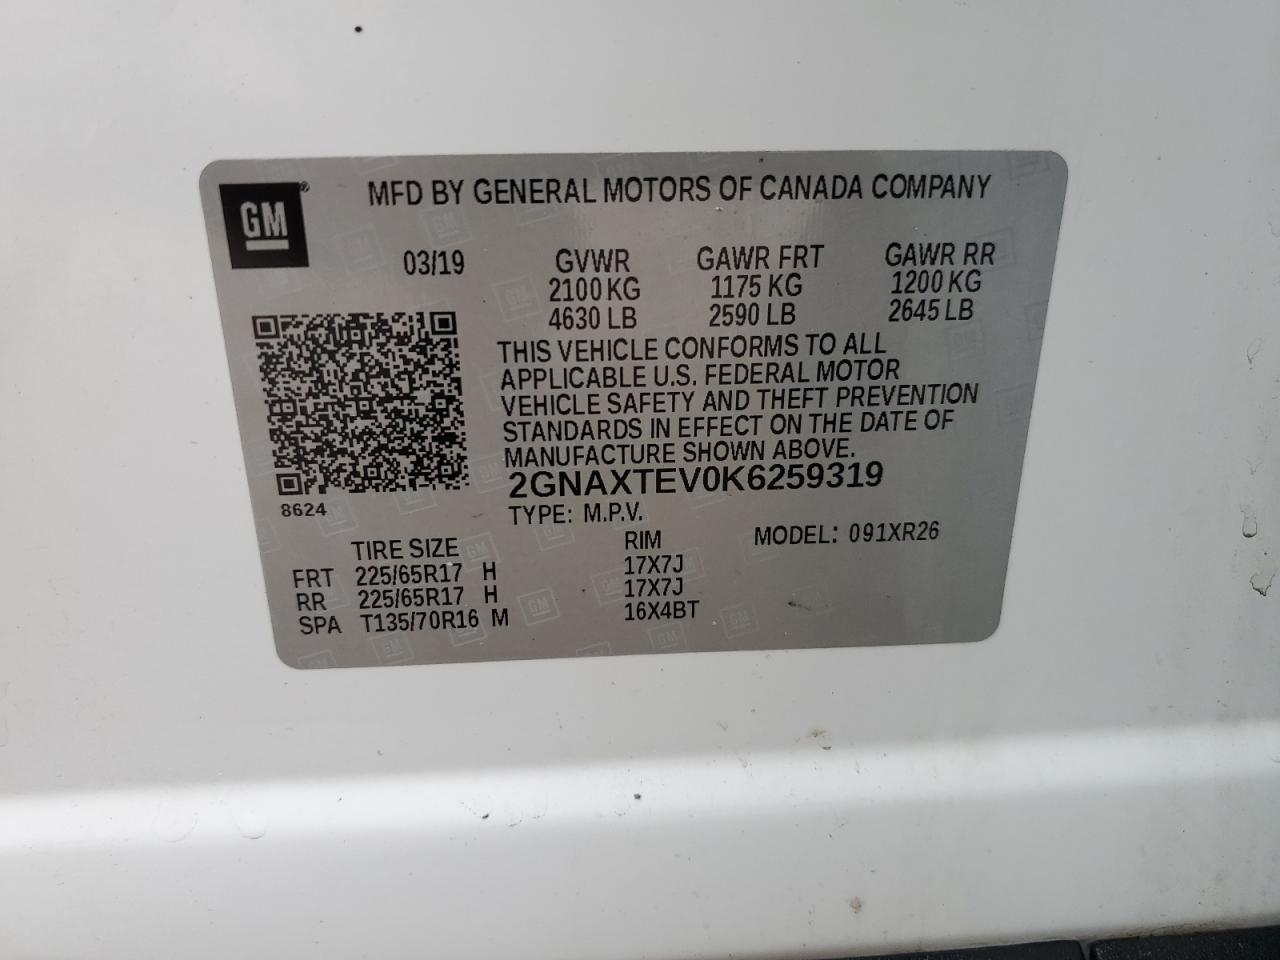 GM®
MFD BY GENERAL MOTORS OF CANADA COMPANY
03/19 GVWR GAWR FRT GAWR RR
2100 KG 1175 KG 1200 KG
4630 LB 2590 LB 2645 LB
THIS VEHICLE CONFORMS TO ALL
APPLICABLE U.S. FEDERAL MOTOR
VEHICLE SAFETY AND THEFT PREVENTION
STANDARDS IN EFFECT ON THE DATE OF
MANUFACTURE SHOWN ABOVE.
2GNAXTEV0K6259319
8624
TYPE: M.P.V. MODEL: 091XR26
TIRE SIZE RIM
FRT 225/65R17 H 17X7J
RR 225/65R17 H 17X7J
SPA T135/70R16 M 16X4BT